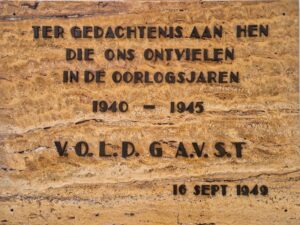 TER GEDACHTENIS AAN HEN
DIE ONS ONTVIELEN
IN DE OORLOGSJAREN
1940 – 1945
V.O.L.D.G A.V.S.T
16 SEPT. 1949